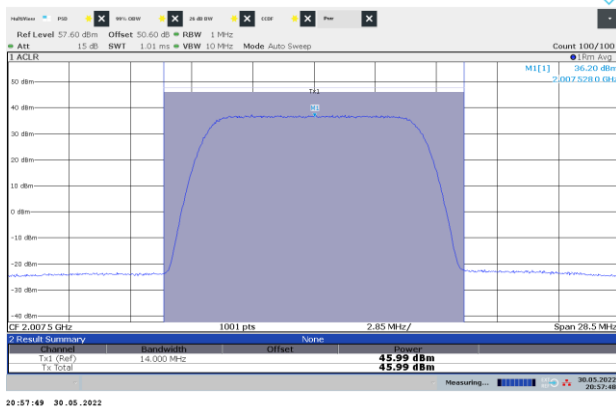 MultiView PSD 99% OBW 26 dB BW CCDF Pwr
Ref Level 57.60 dBm Offset 50.60 dB RBW 1 MHz
Att 15 dB SWT 1.01 ms VBW 10 MHz Mode Auto Sweep Count 100/100
1 ACLR 1Rm Avg
M1[1] 36.20 dBm
2.007528 0 GHz
Tx1
M1
50 dBm
40 dBm
30 dBm
20 dBm
10 dBm
0 dBm
-10 dBm
-20 dBm
-30 dBm
-40 dBm
CF 2.0075 GHz 1001 pts 2.85 MHz/ Span 28.5 MHz
2 Result Summary None
Channel Bandwidth Offset Power
Tx1 (Ref) 14.000 MHz 45.99 dBm
Tx Total 45.99 dBm
Measuring... 30.05.2022
20:57:48
20:57:49 30.05.2022